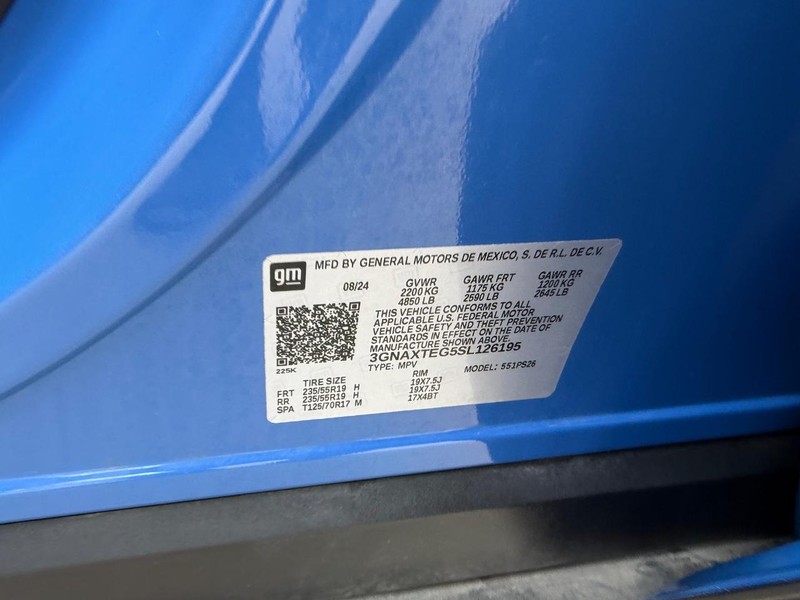 gm
MFD BY GENERAL MOTORS DE MEXICO, S. DE R.L. DE C.V.
08/24 GVWR GAWR FRT GAWR RR
2200 KG 1175 KG 1200 KG
4850 LB 2590 LB 2645 LB
THIS VEHICLE CONFORMS TO ALL
APPLICABLE U.S. FEDERAL MOTOR
VEHICLE SAFETY AND THEFT PREVENTION
STANDARDS IN EFFECT ON THE DATE OF
MANUFACTURE SHOWN ABOVE.
3GNAXTEG5SL126195
225K
TYPE: MPV MODEL: 551PS26
TIRE SIZE RIM
FRT 235/55R19 H 19X7.5J
RR 235/55R19 H 19X7.5J
SPA T125/70R17 M 17X4BT